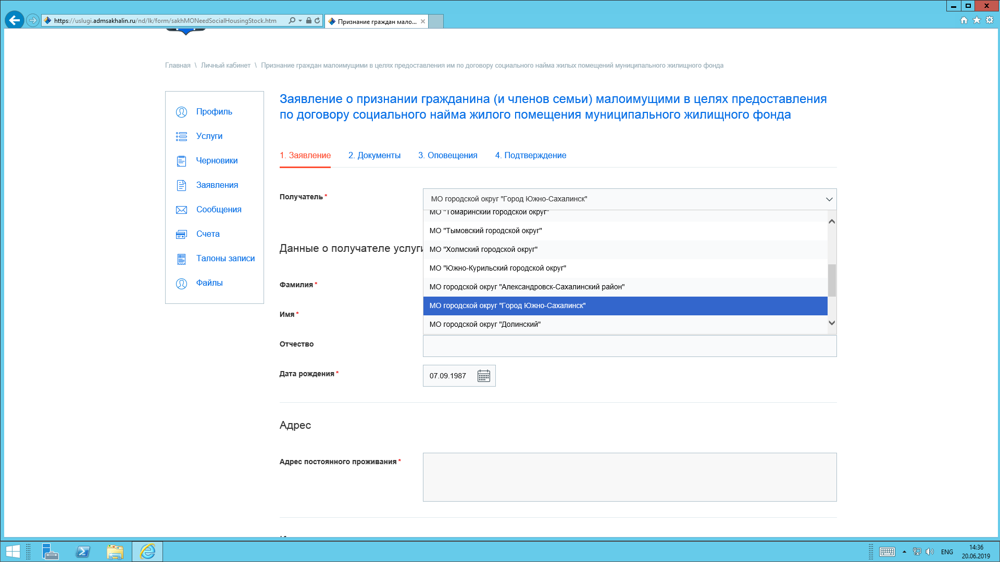 https://uslugi.admsakhalin.ru/nd/lk/form/sakhMONeedSocialHousingStock.htm
Признание граждан мало...
Главная \ Личный кабинет \ Признание граждан малоимущими в целях предоставления им по договору социального найма жилых помещений муниципального жилищного фонда
Профиль
Услуги
Черновики
Заявления
Сообщения
Счета
Талоны записи
Файлы
Заявление о признании гражданина (и членов семьи) малоимущими в целях предоставления
по договору социального найма жилого помещения муниципального жилищного фонда
1. Заявление 2. Документы 3. Оповещения 4. Подтверждение
Получатель *
МО городской округ "Город Южно-Сахалинск"
МО "Томаринский городской округ"
МО "Тымовский городской округ"
МО "Холмский городской округ"
МО "Южно-Курильский городской округ"
МО городской округ "Александровск-Сахалинский район"
МО городской округ "Город Южно-Сахалинск"
МО городской округ "Долинский"
Данные о получателе услуги
Фамилия *
Имя *
Отчество
Дата рождения *
07.09.1987
Адрес
Адрес постоянного проживания *
ENG
14:36
20.06.2019